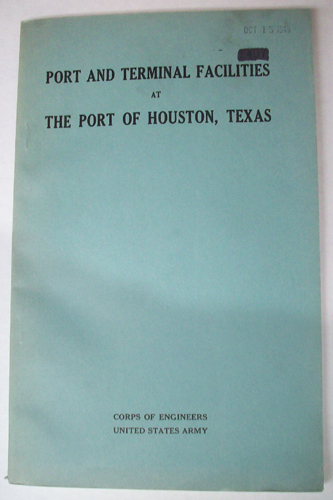 PORT AND TERMINAL FACILITIES
AT
THE PORT OF HOUSTON, TEXAS
CORPS OF ENGINEERS
UNITED STATES ARMY